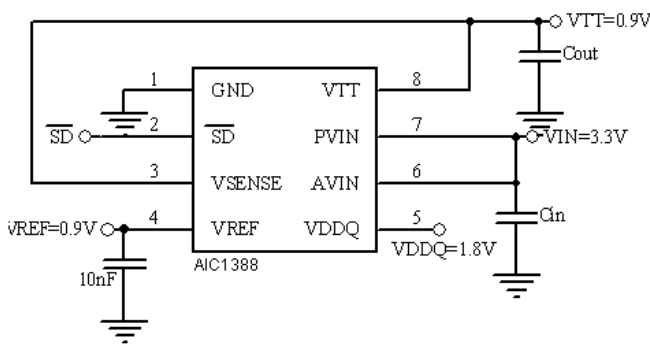 VTT=0.9V
Cout
1 8
GND VTT
SD 2 SD PVIN 7 VIN=3.3V
3 VSENSE AVIN 6
Cin
VREF=0.9V 4 VREF VDDQ 5
VDDQ=1.8V
AIC1388
10nF